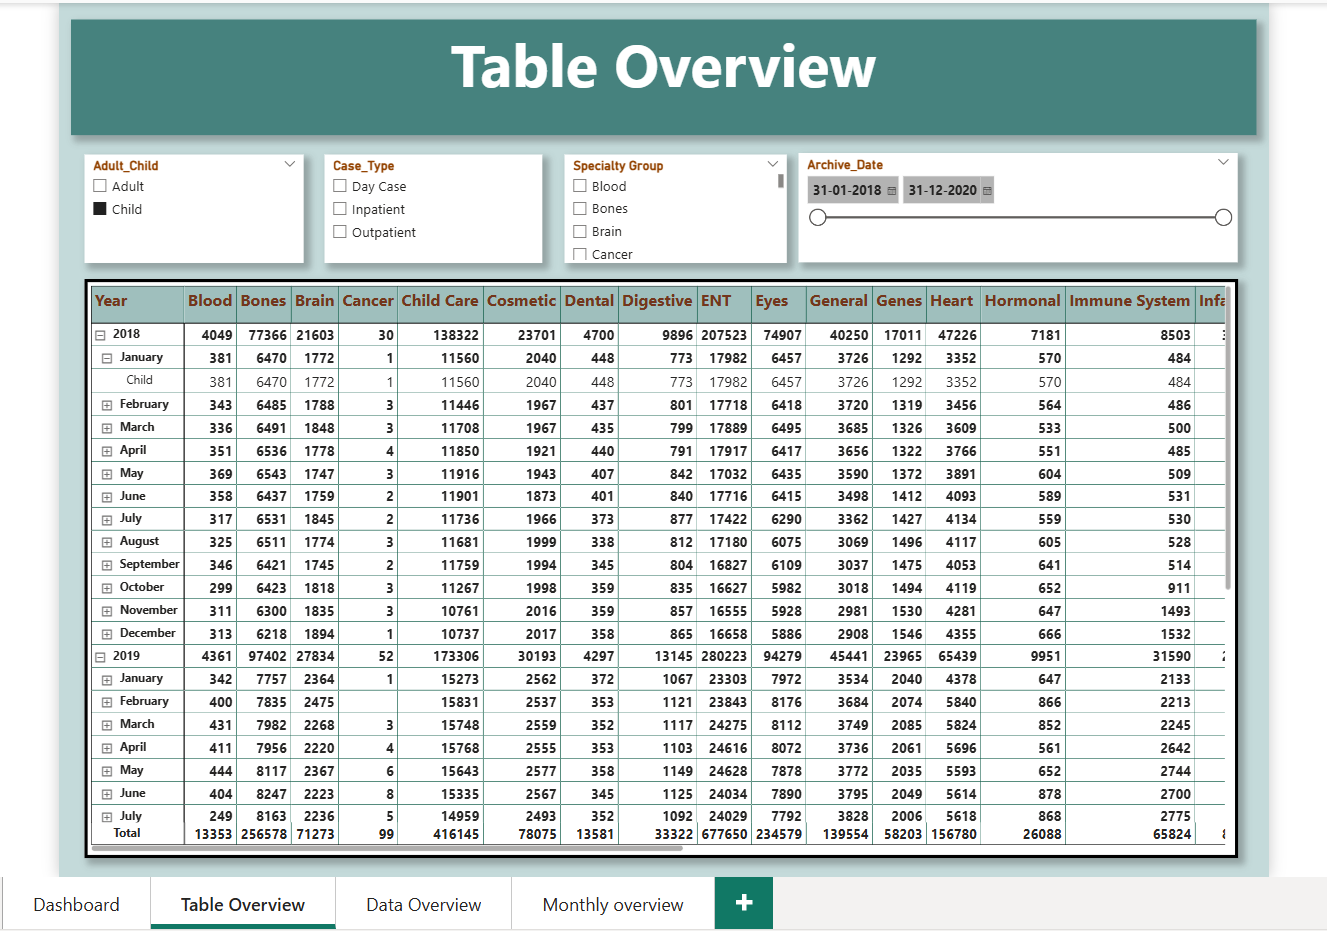 Table Overview
Adult_Child
Adult
Child
Case_Type
Day Case
Inpatient
Outpatient
Specialty Group
Blood
Bones
Brain
Cancer
Archive_Date
31-01-2018 31-12-2020
Year Blood Bones Brain Cancer Child Care Cosmetic Dental Digestive ENT Eyes General Genes Heart Hormonal Immune System Infa
2018 4049 77366 21603 30 138322 23701 4700 9896 207523 74907 40250 17011 47226 7181 8503
January 381 6470 1772 1 11560 2040 448 773 17982 6457 3726 1292 3352 570 484
Child 381 6470 1772 1 11560 2040 448 773 17982 6457 3726 1292 3352 570 484
February 343 6485 1788 3 11446 1967 437 801 17718 6418 3720 1319 3456 564 486
March 336 6491 1848 3 11708 1967 435 799 17889 6495 3685 1326 3609 533 500
April 351 6536 1778 4 11850 1921 440 791 17917 6417 3656 1322 3766 551 485
May 369 6543 1747 3 11916 1943 407 842 17032 6435 3590 1372 3891 604 509
June 358 6437 1759 2 11901 1873 401 840 17716 6415 3498 1412 4093 589 531
July 317 6531 1845 2 11736 1966 373 877 17422 6290 3362 1427 4134 559 530
August 325 6511 1774 3 11681 1999 338 812 17180 6075 3069 1496 4117 605 528
September 346 6421 1745 2 11759 1994 345 804 16827 6109 3037 1475 4053 641 514
October 299 6423 1818 3 11267 1998 359 835 16627 5982 3018 1494 4119 652 911
November 311 6300 1835 3 10761 2016 359 857 16555 5928 2981 1530 4281 647 1493
December 313 6218 1894 1 10737 2017 358 865 16658 5886 2908 1546 4355 666 1532
2019 4361 97402 27834 52 173306 30193 4297 13145 280223 94279 45441 23965 65439 9951 31590
January 342 7757 2364 1 15273 2562 372 1067 23303 7972 3534 2040 4378 647 2133
February 400 7835 2475 15831 2537 353 1121 23843 8176 3684 2074 5840 866 2213
March 431 7982 2268 3 15748 2559 352 1117 24275 8112 3749 2085 5824 852 2245
April 411 7956 2220 4 15768 2555 353 1103 24616 8072 3736 2061 5696 561 2642
May 444 8117 2367 6 15643 2577 358 1149 24628 7878 3772 2035 5593 652 2744
June 404 8247 2223 8 15335 2567 345 1125 24034 7890 3795 2049 5614 878 2700
July 249 8163 2236 5 14959 2493 352 1092 24029 7792 3828 2006 5618 868 2775
Total 13353 256578 71273 99 416145 78075 13581 33322 677650 234579 139554 58203 156780 26088 65824
Dashboard Table Overview Data Overview Monthly overview +